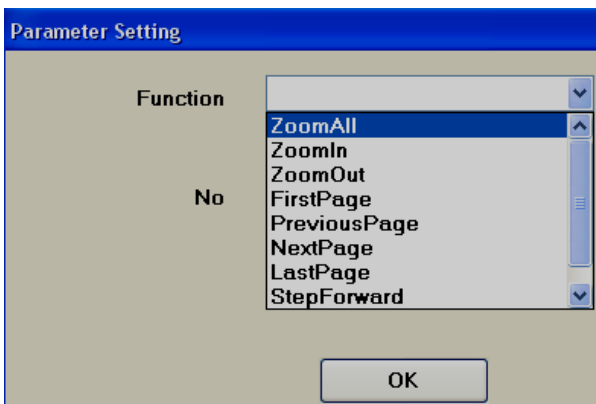 Parameter Setting
Function
ZoomAll
ZoomIn
ZoomOut
No
FirstPage
PreviousPage
NextPage
LastPage
StepForward
OK